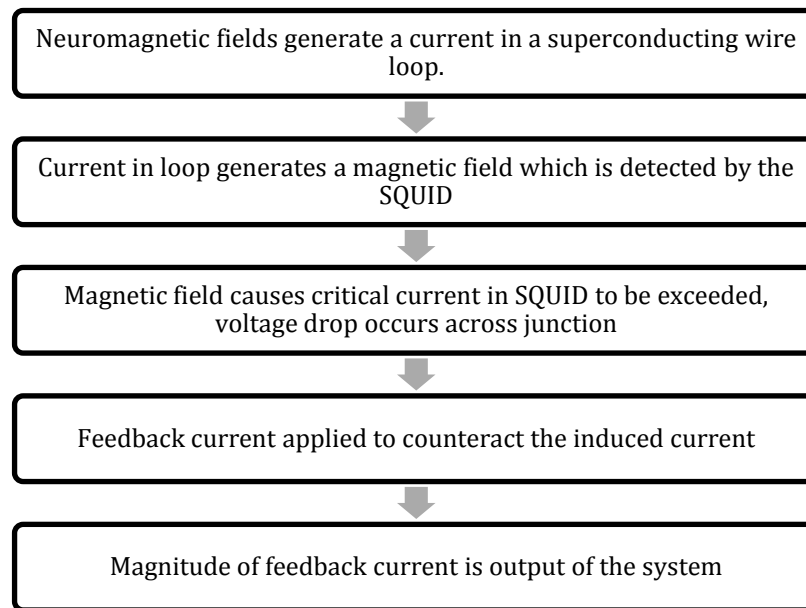 Neuromagnetic fields generate a current in a superconducting wire
loop.
Current in loop generates a magnetic field which is detected by the
SQUID
Magnetic field causes critical current in SQUID to be exceeded,
voltage drop occurs across junction
Feedback current applied to counteract the induced current
Magnitude of feedback current is output of the system